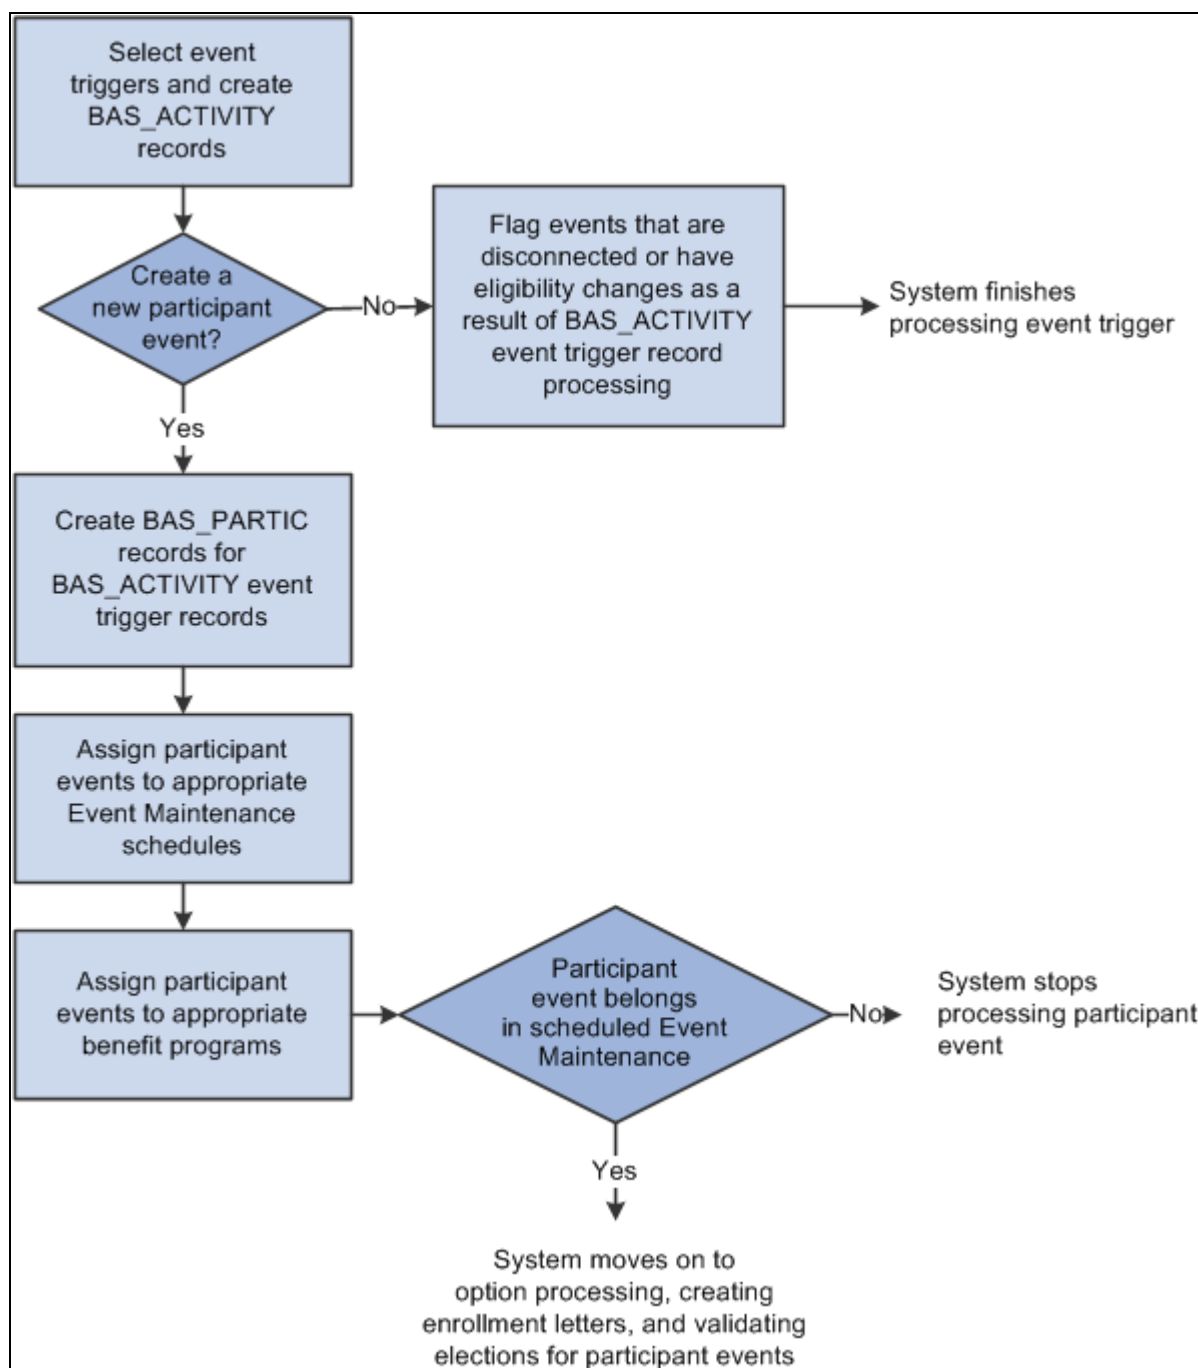 Select event
triggers and create
BAS_ACTIVITY
records
Create a
new participant
event?
No
Flag events that are
disconnected or have
eligibility changes as a
result of BAS_ACTIVITY
event trigger record
processing
System finishes
processing event trigger
Yes
Create BAS_PARTIC
records for
BAS_ACTIVITY event
trigger records
Assign participant
events to appropriate
Event Maintenance
schedules
Assign participant
events to appropriate
benefit programs
Participant
event belongs
in scheduled Event
Maintenance
No
System stops
processing participant
event
Yes
System moves on to
option processing, creating
enrollment letters, and validating
elections for participant events